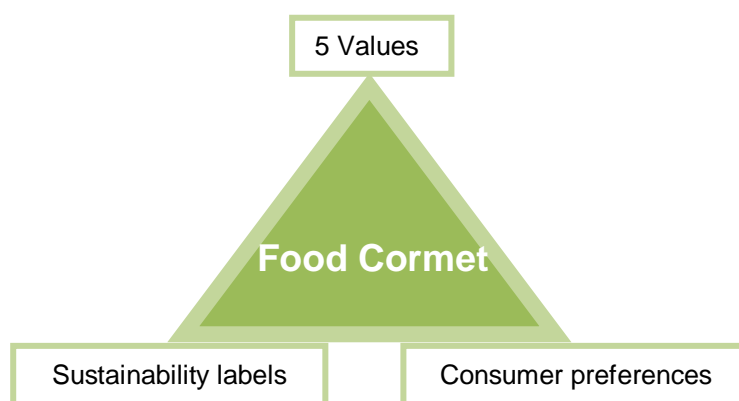 5 Values
Food Cormet
Sustainability labels
Consumer preferences